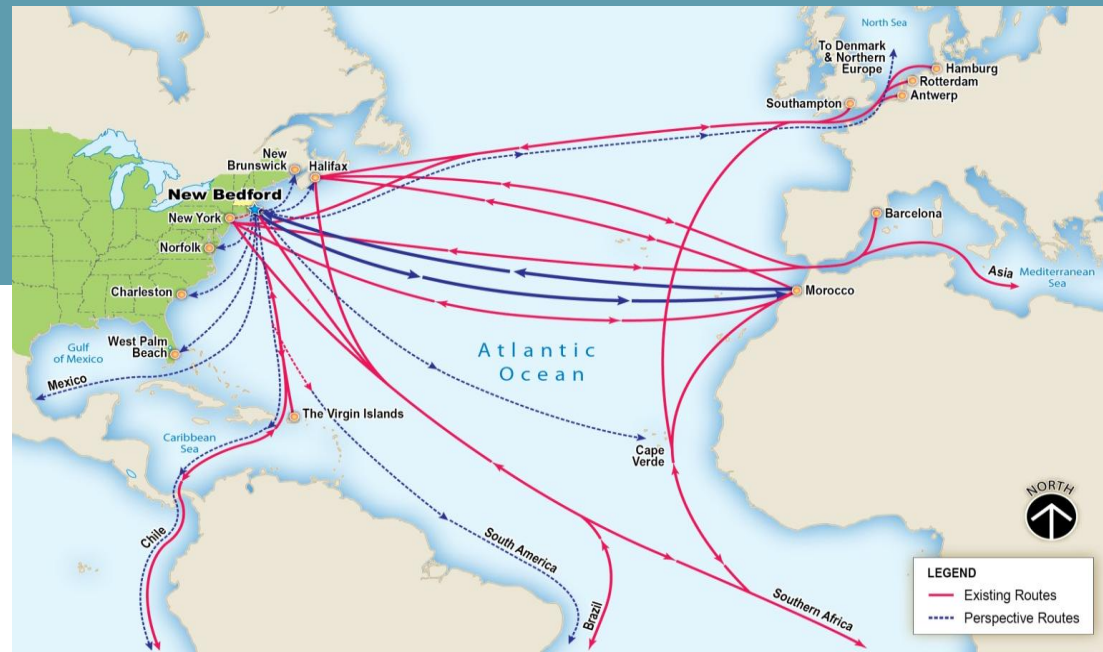 North Sea
To Denmark
& Northern
Europe
Hamburg
Rotterdam
Antwerp
Southampton
New
Brunswick
Halifax
New Bedford
New York
Norfolk
Charleston
West Palm
Beach
Gulf
of Mexico
Mexico
Barcelona
Asia
Mediterranean
Sea
Morocco
Atlantic
Ocean
The Virgin Islands
Caribbean
Sea
Cape
Verde
Chile
South America
Brazil
Southern Africa
NORTH
LEGEND
Existing Routes
Perspective Routes